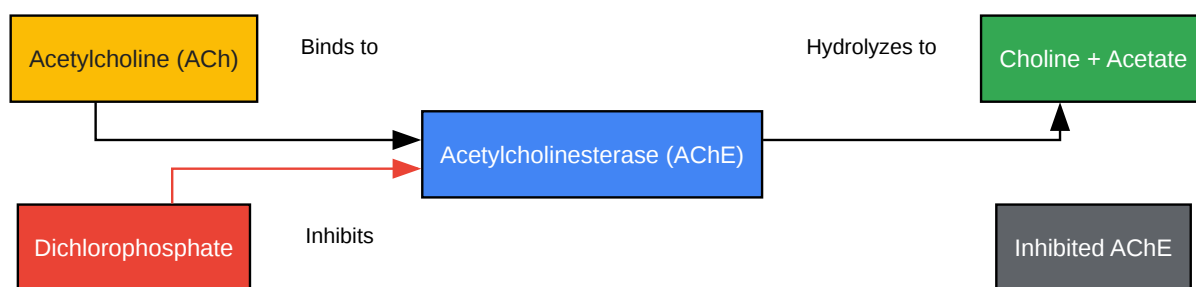 Acetylcholine (ACh)
Binds to
Hydrolyzes to
Choline + Acetate
Acetylcholinesterase (AChE)
Dichlorophosphate
Inhibits
Inhibited AChE